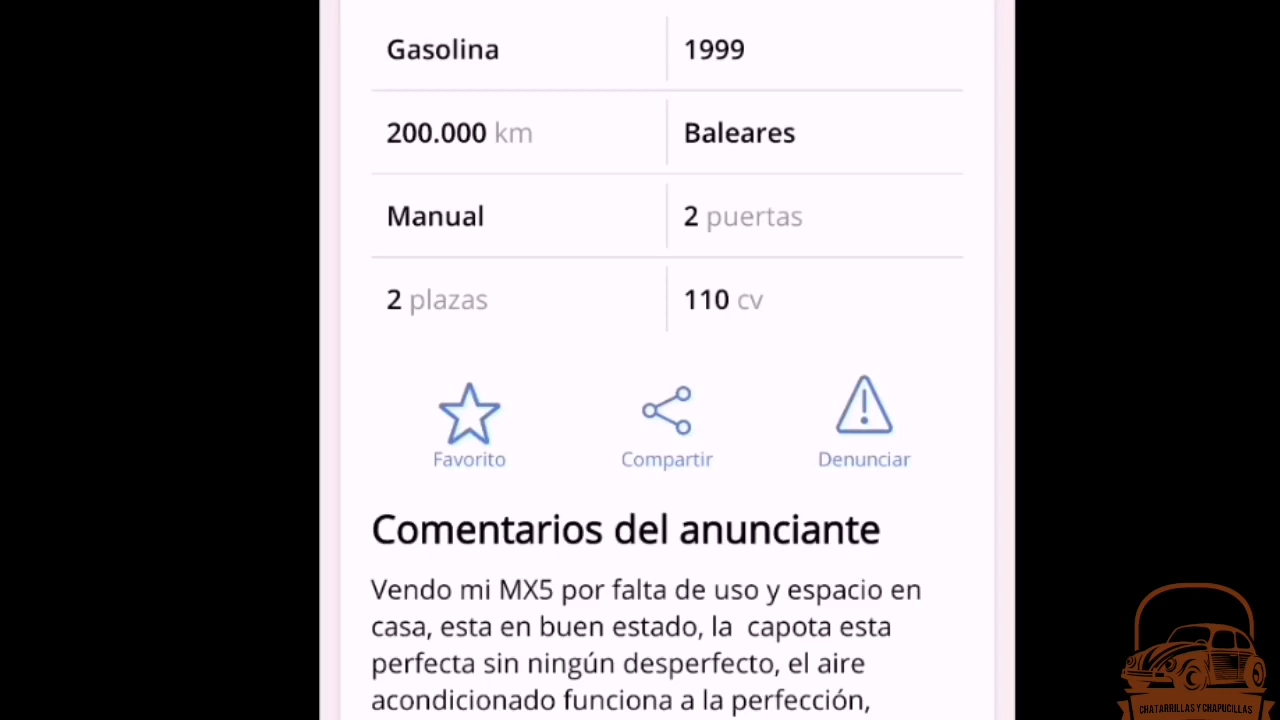 Gasolina 1999
200.000 km Baleares
Manual 2 puertas
2 plazas 110 cv
Favorito Compartir Denunciar
Comentarios del anunciante
Vendo mi MX5 por falta de uso y espacio en
casa, esta en buen estado, la capota esta
perfecta sin ningún desperfecto, el aire
acondicionado funciona a la perfección,
CHATARRILLAS Y CHAPUCILLAS